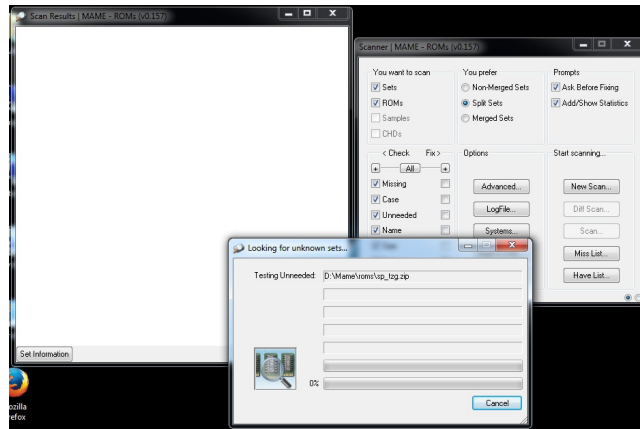 Scan Results | MAME - ROMs (v0.157)
Set Information
Scanner | MAME - ROMs (v0.157)
You want to scan
Sets
ROMs
Samples
CHDs
You prefer
Non-Merged Sets
Split Sets
Merged Sets
Prompts
Ask Before Fixing
Add/Show Statistics
< Check Fix >
+ All +
Missing
Case
Unneeded
Name
Options
Advanced...
LogFile...
Systems...
Start scanning...
New Scan...
Diff Scan...
Scan...
Miss List...
Have List...
Looking for unknown sets...
Testing Unneeded: D:\Mame\roms\sp_tzg.zip
0%
Cancel
ozilla
efox